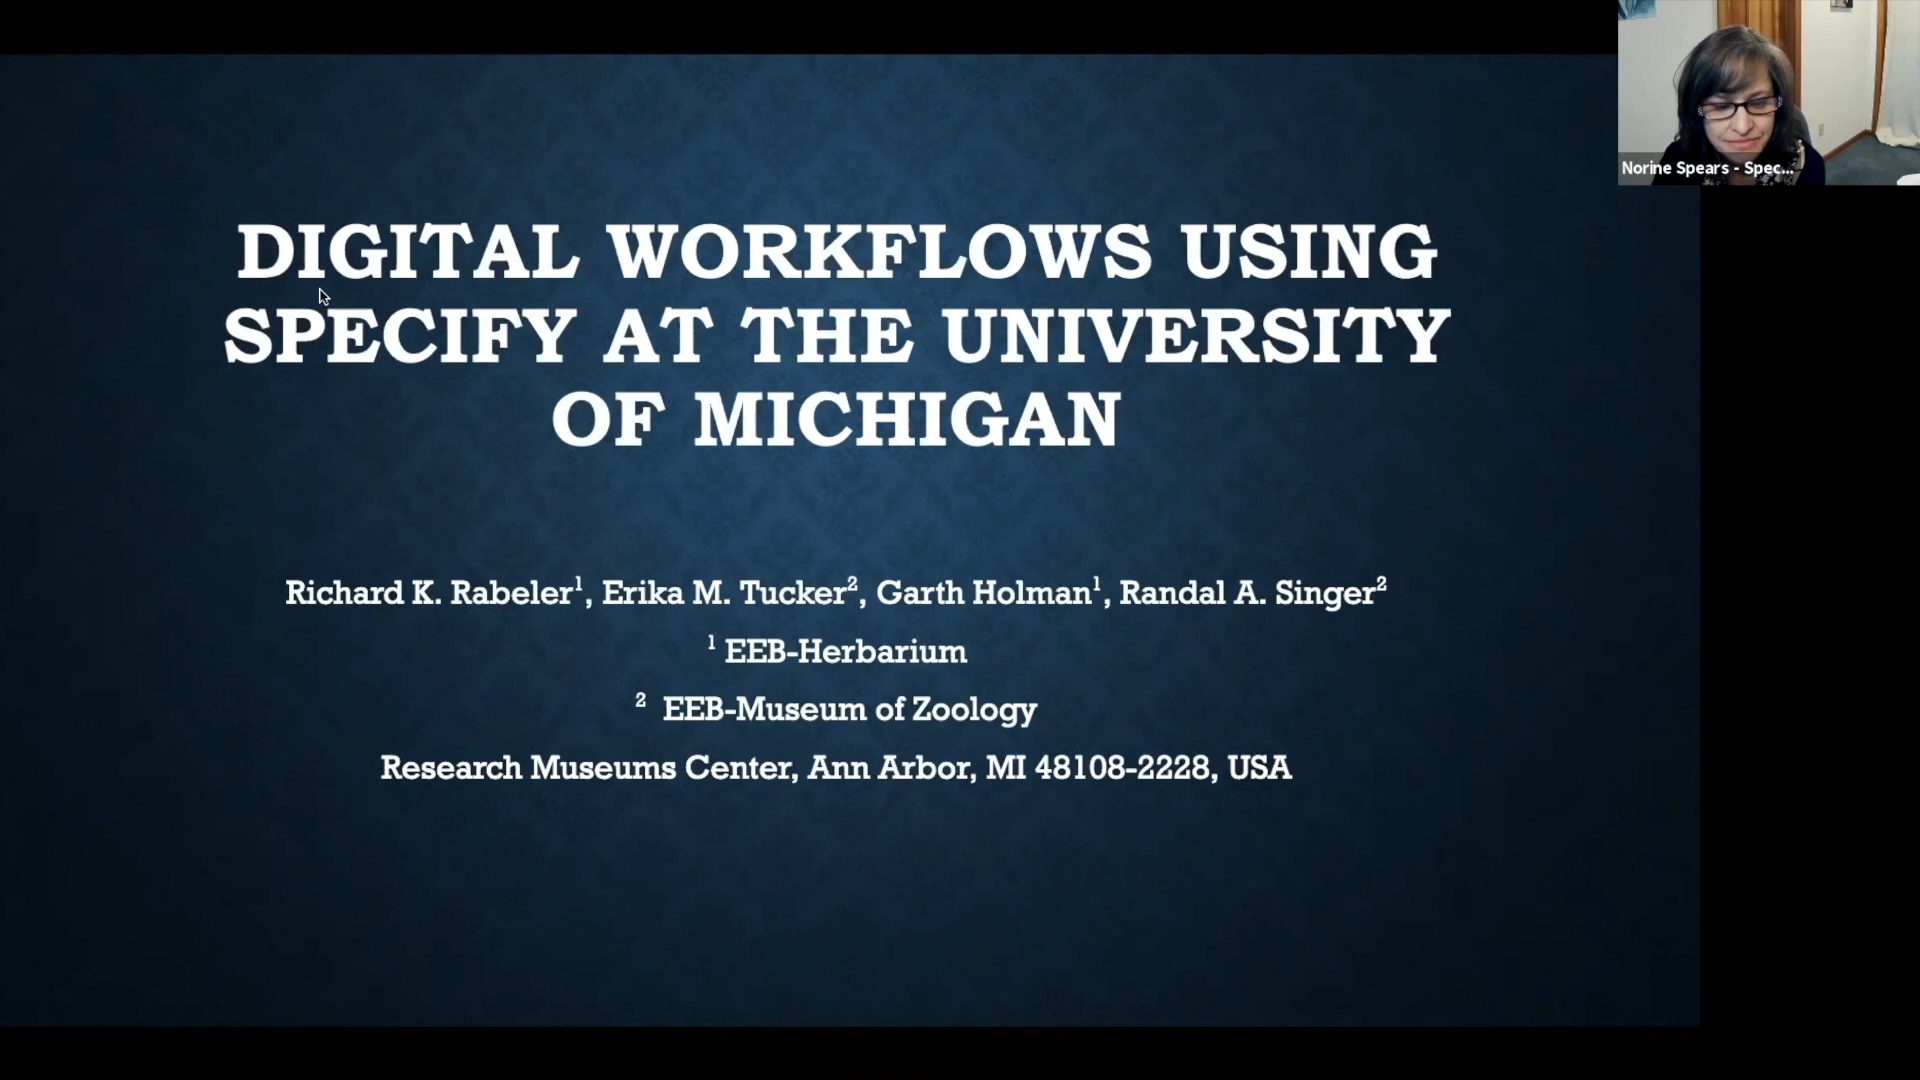 Norine Spears - Spec...
DIGITAL WORKFLOWS USING
SPECIFY AT THE UNIVERSITY
OF MICHIGAN
Richard K. Rabeler¹, Erika M. Tucker², Garth Holman¹, Randal A. Singer²
¹ EEB-Herbarium
² EEB-Museum of Zoology
Research Museums Center, Ann Arbor, MI 48108-2228, USA